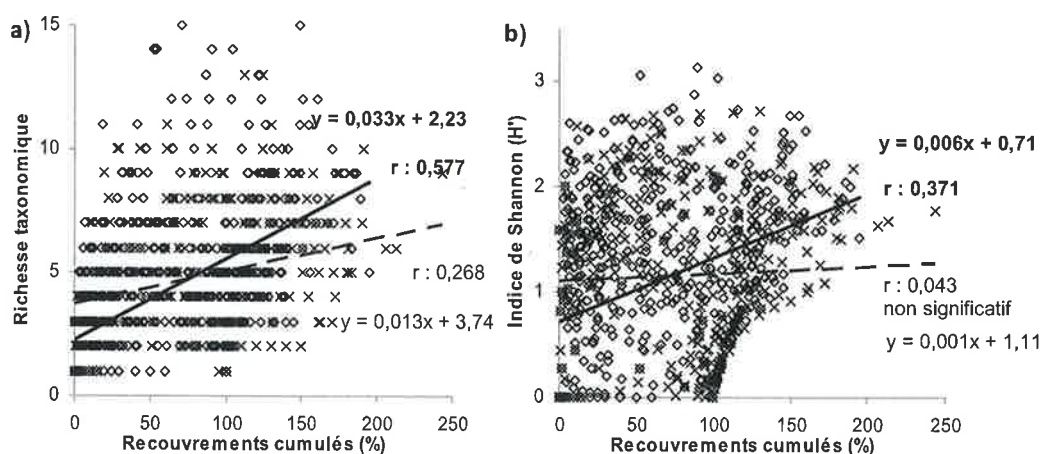 a)
Richesse taxonomique
15
10
5
0
y = 0,033x + 2,23
r : 0,577
r : 0,268
y = 0,013x + 3,74
0 50 100 150 200 250
Recouvrements cumulés (%)
b)
Indice de Shannon (H')
3
2
1
0
y = 0,006x + 0,71
r : 0,371
r : 0,043
non significatif
y = 0,001x + 1,11
0 50 100 150 200 250
Recouvrements cumulés (%)